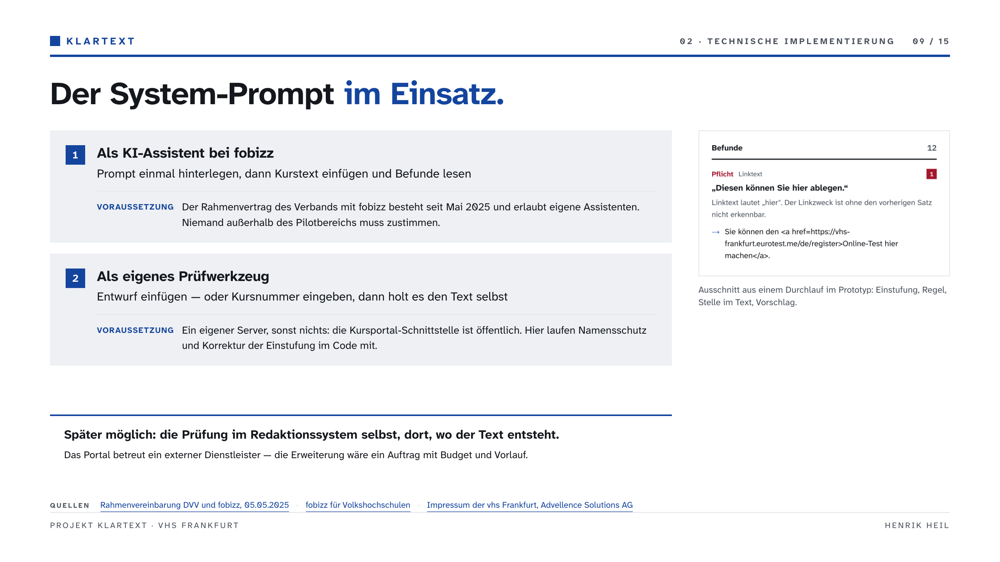 KLARTEXT
02 · TECHNISCHE IMPLEMENTIERUNG 09 / 15
Der System-Prompt im Einsatz.
1 Als KI-Assistent bei fobizz
Prompt einmal hinterlegen, dann Kurstext einfügen und Befunde lesen
VORAUSSETZUNG Der Rahmenvertrag des Verbands mit fobizz besteht seit Mai 2025 und erlaubt eigene Assistenten.
Niemand außerhalb des Pilotbereichs muss zustimmen.
2 Als eigenes Prüfwerkzeug
Entwurf einfügen — oder Kursnummer eingeben, dann holt es den Text selbst
VORAUSSETZUNG Ein eigener Server, sonst nichts: die Kursportal-Schnittstelle ist öffentlich. Hier laufen Namensschutz
und Korrektur der Einstufung im Code mit.
Befunde 12
Pflicht Linktext 1
„Diesen können Sie hier ablegen.“
Linktext lautet „hier". Der Linkzweck ist ohne den vorherigen Satz
nicht erkennbar.
→ Sie können den <a href=https://vhs-
frankfurt.eurotest.me/de/register>Online-Test hier
machen</a>.
Ausschnitt aus einem Durchlauf im Prototyp: Einstufung, Regel,
Stelle im Text, Vorschlag.
Später möglich: die Prüfung im Redaktionssystem selbst, dort, wo der Text entsteht.
Das Portal betreut ein externer Dienstleister — die Erweiterung wäre ein Auftrag mit Budget und Vorlauf.
QUELLEN Rahmenvereinbarung DVV und fobizz, 05.05.2025 · fobizz für Volkshochschulen · Impressum der vhs Frankfurt, Advellence Solutions AG
PROJEKT KLARTEXT · VHS FRANKFURT
HENRIK HEIL